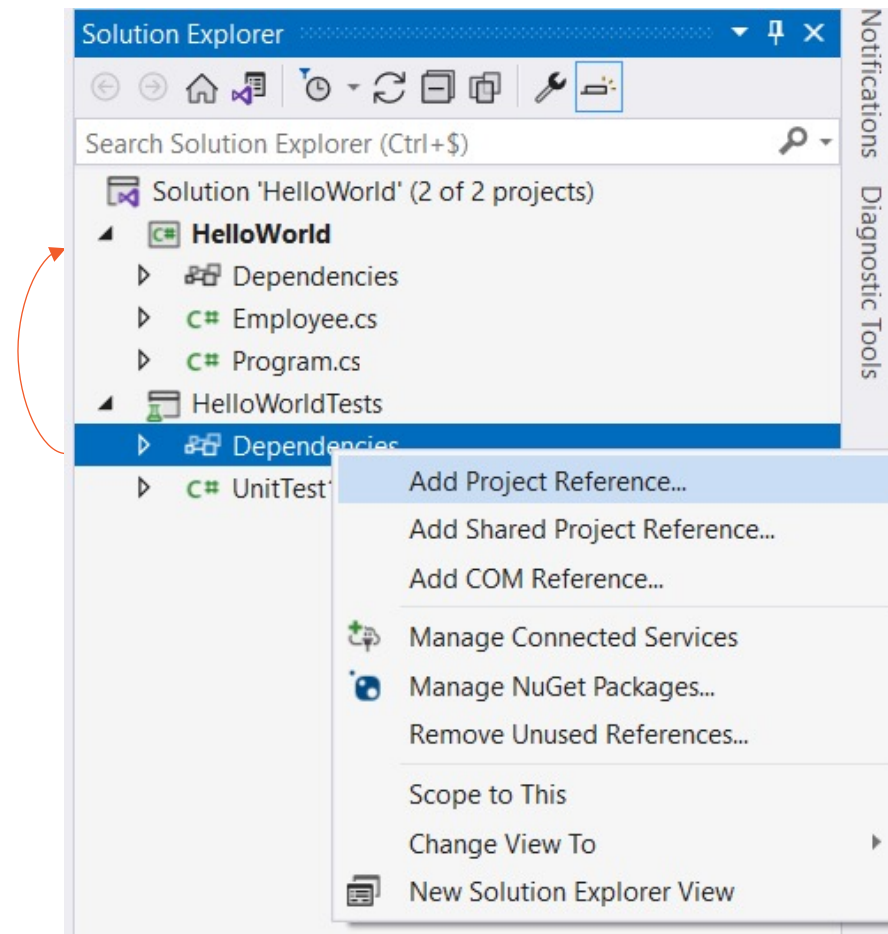 Solution Explorer
Search Solution Explorer (Ctrl+$)
Solution 'HelloWorld' (2 of 2 projects)
C# HelloWorld
Dependencies
C# Employee.cs
C# Program.cs
HelloWorldTests
Dependencies
C# UnitTest
Add Project Reference...
Add Shared Project Reference...
Add COM Reference...
Manage Connected Services
Manage NuGet Packages...
Remove Unused References...
Scope to This
Change View To
New Solution Explorer View
Notifications
Diagnostic Tools